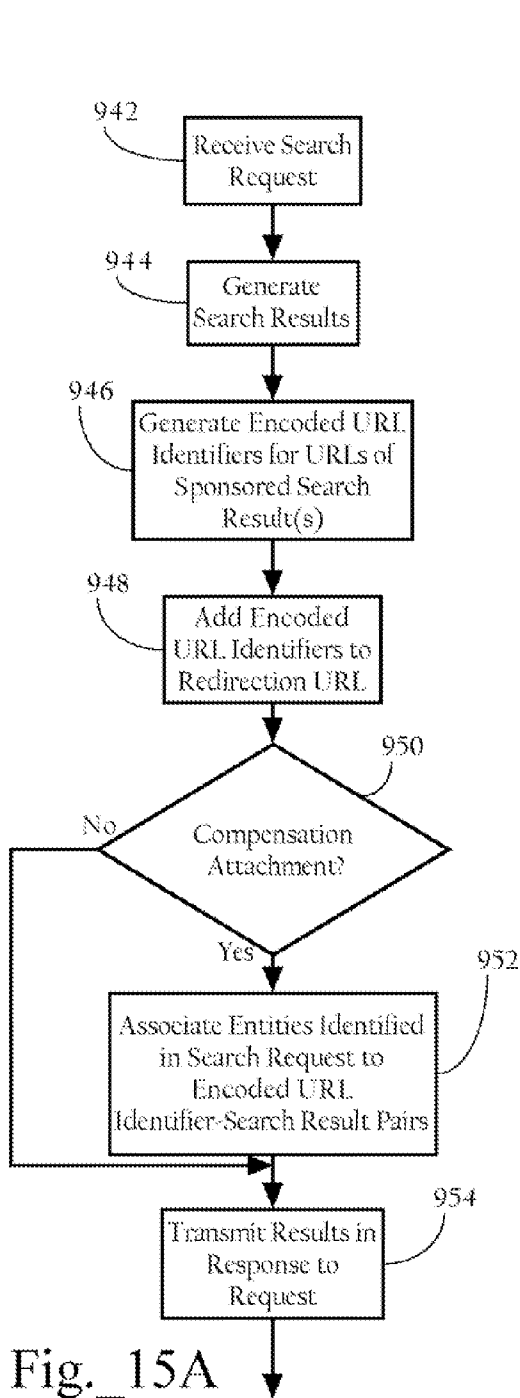 942
Receive Search
Request
944
Generate
Search Results
946
Generate Encoded URL
Identifiers for URLs of
Sponsored Search
Result(s)
948
Add Encoded
URL Identifiers to
Redirection URL
950
No
Compensation
Attachment?
Yes
952
Associate Entities Identified
in Search Request to
Encoded URL
Identifier-Search Result Pairs
954
Transmit Results in
Response to
Request
Fig._15A